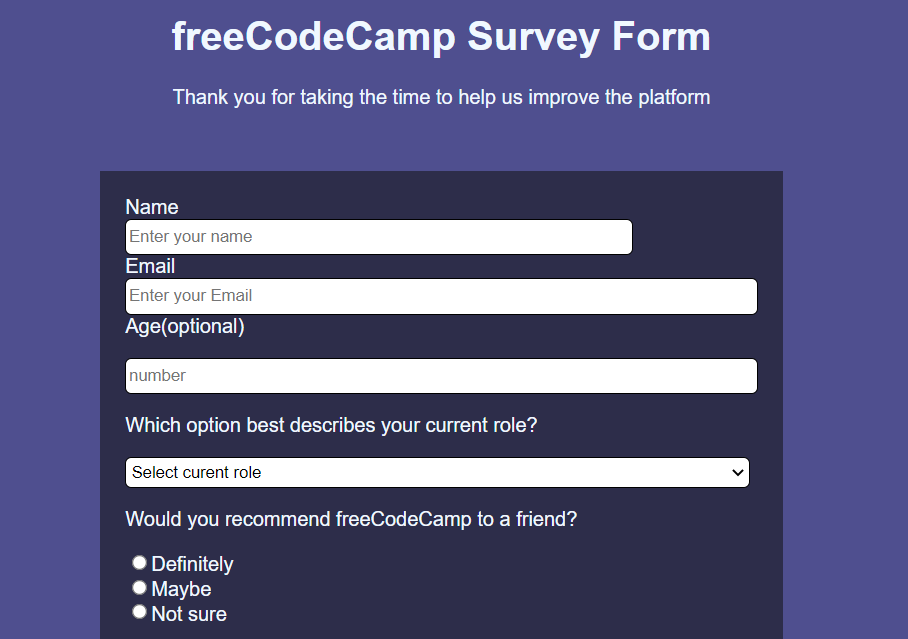 freeCodeCamp Survey Form
Thank you for taking the time to help us improve the platform
Name
Enter your name
Email
Enter your Email
Age(optional)
number
Which option best describes your current role?
Select curent role
Would you recommend freeCodeCamp to a friend?
Definitely
Maybe
Not sure